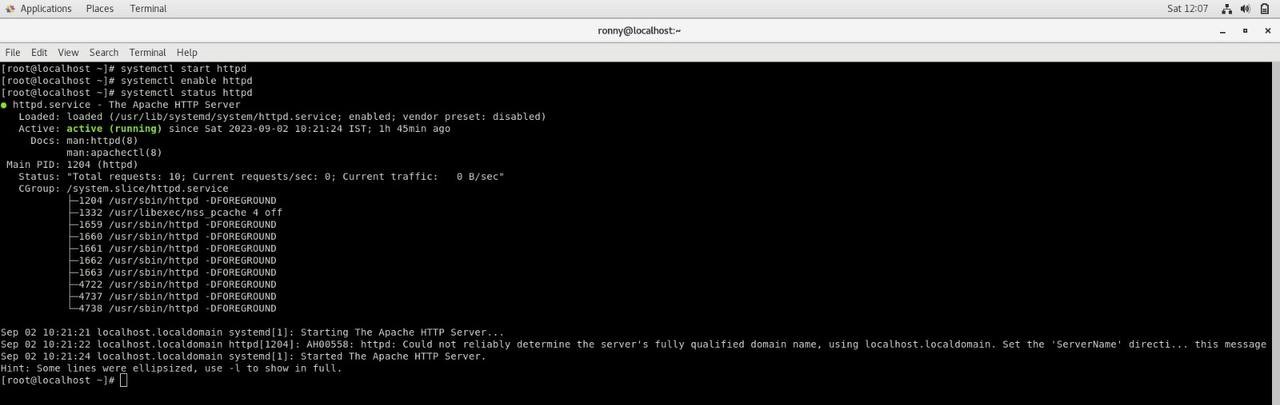 Applications Places Terminal Sat 12:07
ronny@localhost:~
File Edit View Search Terminal Help
[root@localhost ~]# systemctl start httpd
[root@localhost ~]# systemctl enable httpd
[root@localhost ~]# systemctl status httpd
● httpd.service - The Apache HTTP Server
   Loaded: loaded (/usr/lib/systemd/system/httpd.service; enabled; vendor preset: disabled)
   Active: active (running) since Sat 2023-09-02 10:21:24 IST; 1h 45min ago
     Docs: man:httpd(8)
           man:apachectl(8)
 Main PID: 1204 (httpd)
   Status: "Total requests: 10; Current requests/sec: 0; Current traffic:   0 B/sec"
   CGroup: /system.slice/httpd.service
           ├─1204 /usr/sbin/httpd -DFOREGROUND
           ├─1332 /usr/libexec/nss_pcache 4 off
           ├─1659 /usr/sbin/httpd -DFOREGROUND
           ├─1660 /usr/sbin/httpd -DFOREGROUND
           ├─1661 /usr/sbin/httpd -DFOREGROUND
           ├─1662 /usr/sbin/httpd -DFOREGROUND
           ├─1663 /usr/sbin/httpd -DFOREGROUND
           ├─4722 /usr/sbin/httpd -DFOREGROUND
           ├─4737 /usr/sbin/httpd -DFOREGROUND
           └─4738 /usr/sbin/httpd -DFOREGROUND

Sep 02 10:21:21 localhost.localdomain systemd[1]: Starting The Apache HTTP Server...
Sep 02 10:21:22 localhost.localdomain httpd[1204]: AH00558: httpd: Could not reliably determine the server's fully qualified domain name, using localhost.localdomain. Set the 'ServerName' directi... this message
Sep 02 10:21:24 localhost.localdomain systemd[1]: Started The Apache HTTP Server.
Hint: Some lines were ellipsized, use -l to show in full.
[root@localhost ~]#